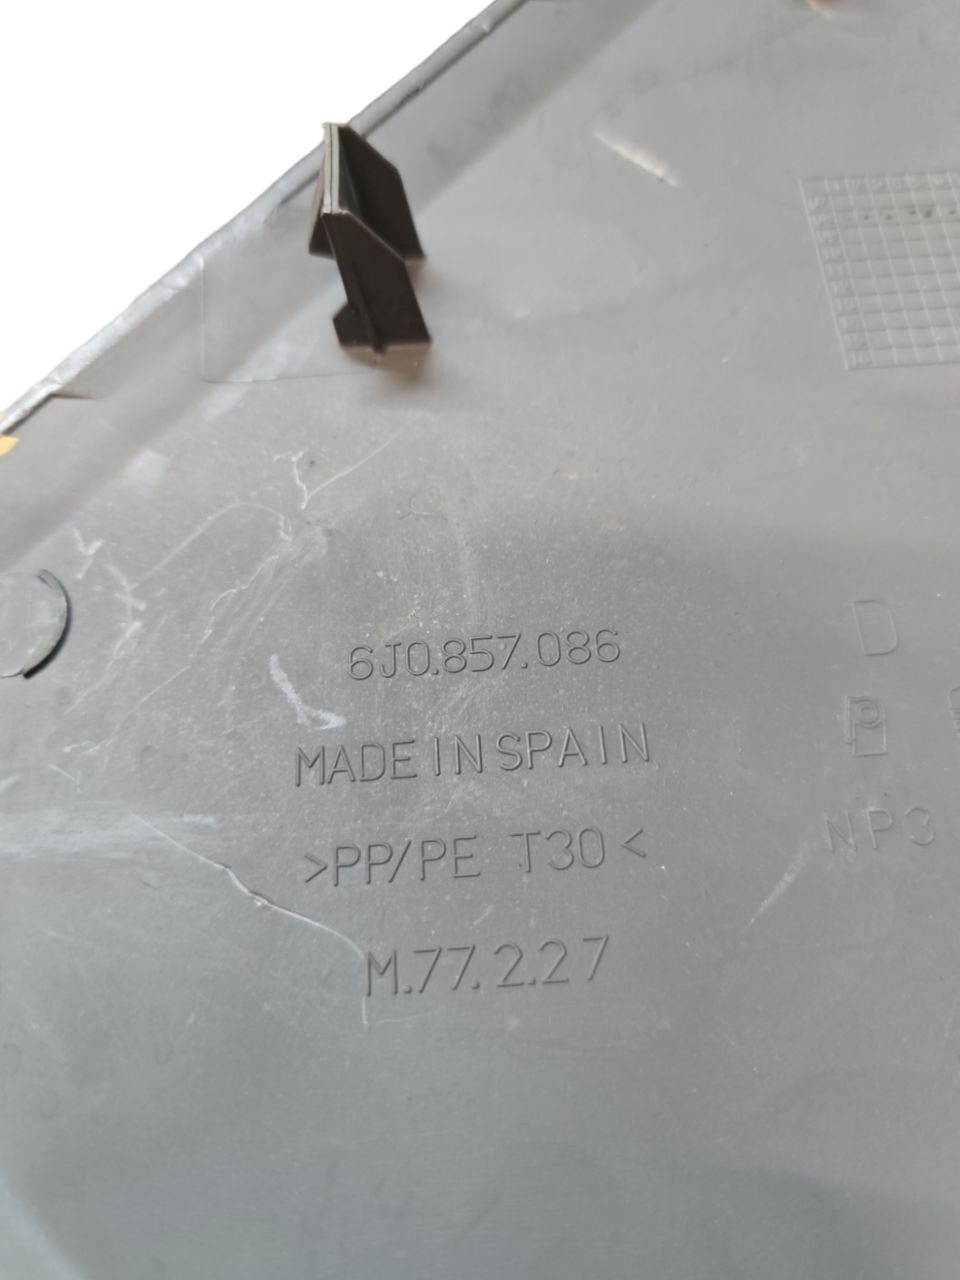 6J0.857.086
MADE IN SPAIN
>PP/PE T30<
M.77.2.27
D
NP3